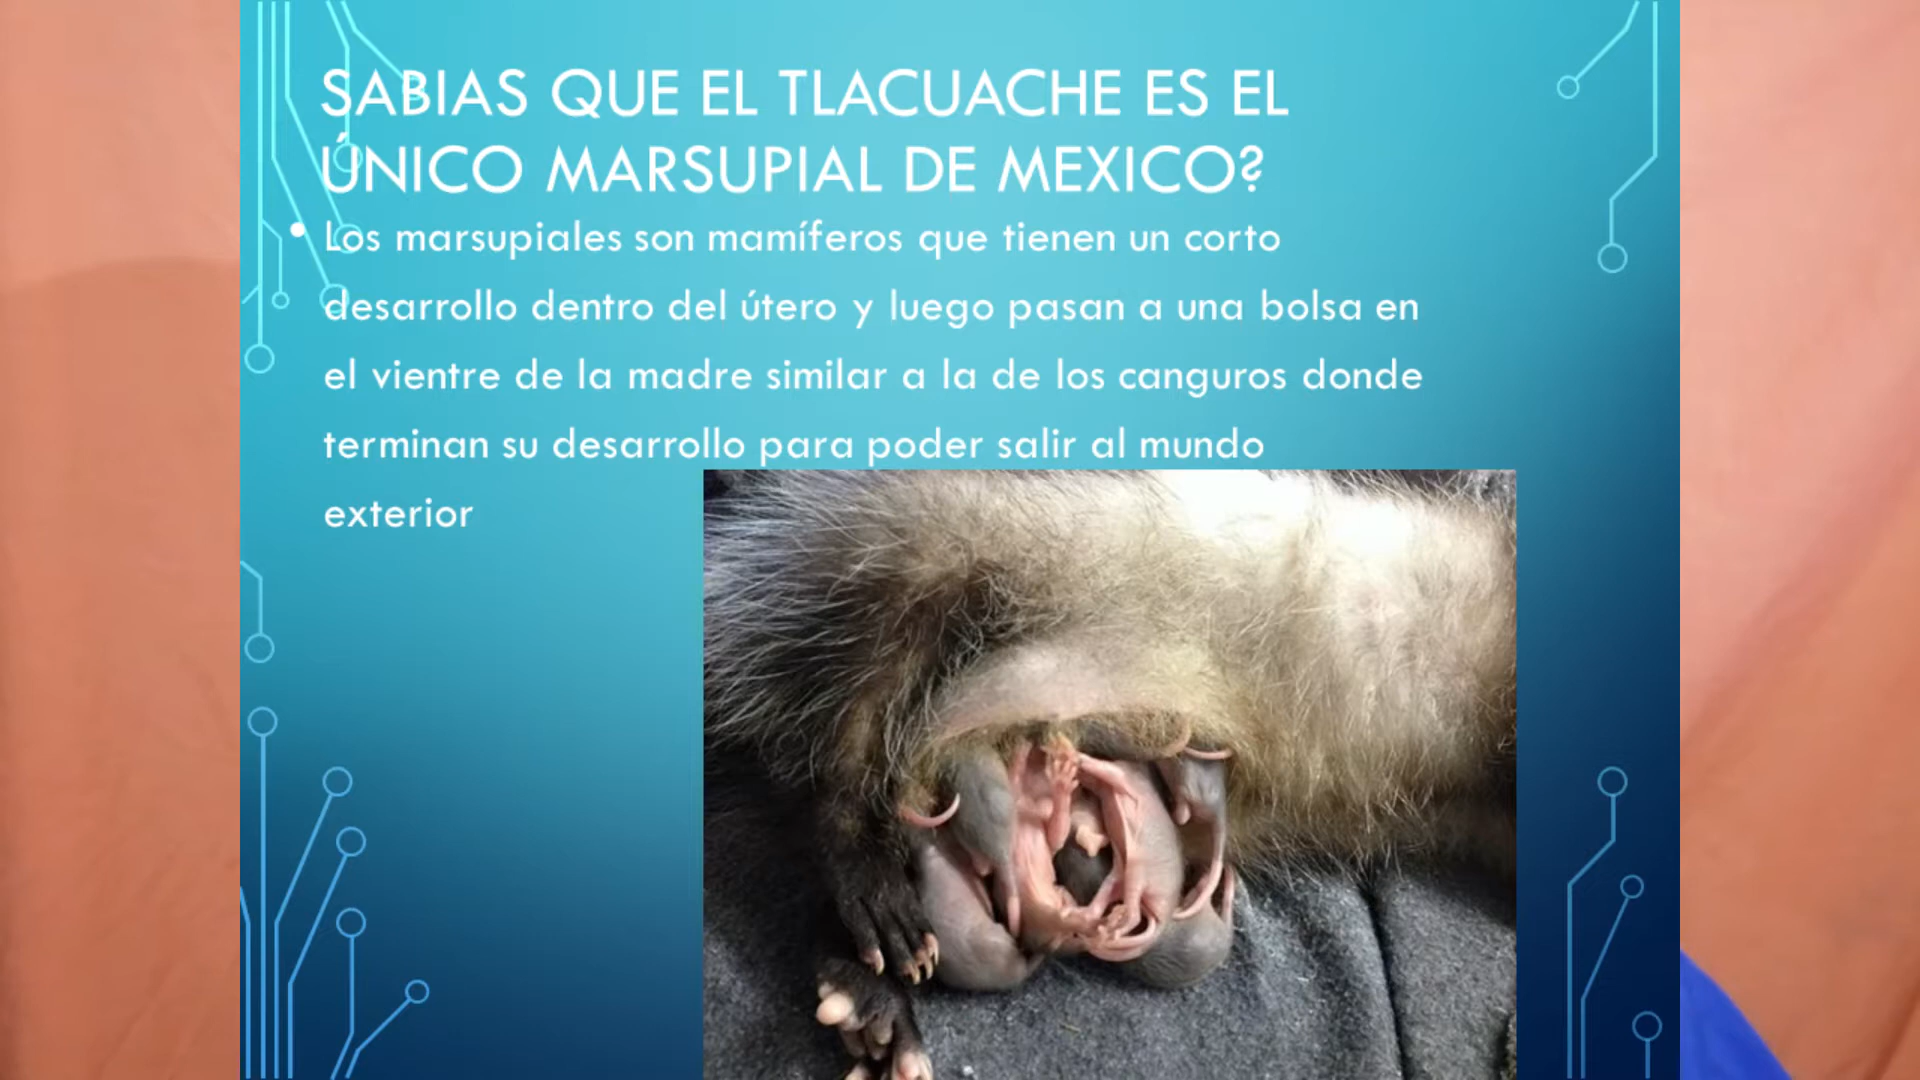 SABIAS QUE EL TLACUACHE ES EL
ÚNICO MARSUPIAL DE MEXICO?
• Los marsupiales son mamíferos que tienen un corto
desarrollo dentro del útero y luego pasan a una bolsa en
el vientre de la madre similar a la de los canguros donde
terminan su desarrollo para poder salir al mundo
exterior